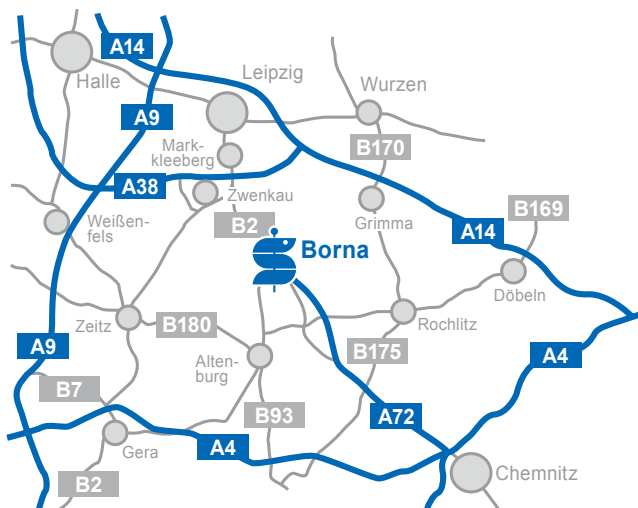 A14
Halle
Leipzig
Wurzen
A9
B170
Mark-
kleeberg
A38
Zwenkau
Grimma
B169
Weißen-
fels
B2
A14
Borna
Döbeln
Zeitz
B180
Rochlitz
A9
Alten-
burg
B175
A4
B7
B93
A72
Gera
A4
Chemnitz
B2